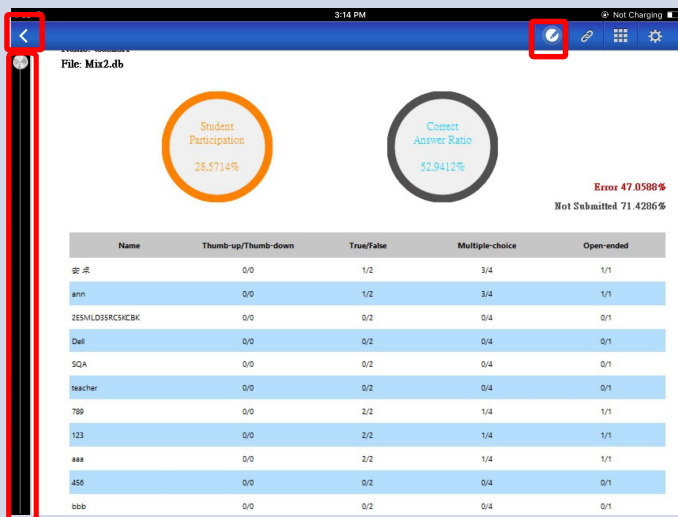 3:14 PM
Not Charging
File: Mix2.db
Student
Participation
28.5714%
Correct
Answer Ratio
52.9412%
Error 47.0588%
Not Submitted 71.4286%
Name Thumb-up/Thumb-down True/False Multiple-choice Open-ended
安卓 0/0 1/2 3/4 1/1
ann 0/0 1/2 3/4 1/1
2E5MLD35RCSKCBK 0/0 0/2 0/4 0/1
Dell 0/0 0/2 0/4 0/1
SQA 0/0 0/2 0/4 0/1
teacher 0/0 0/2 0/4 0/1
789 0/0 2/2 1/4 1/1
123 0/0 2/2 1/4 1/1
aaa 0/0 2/2 1/4 1/1
456 0/0 0/2 0/4 0/1
bbb 0/0 0/2 0/4 0/1